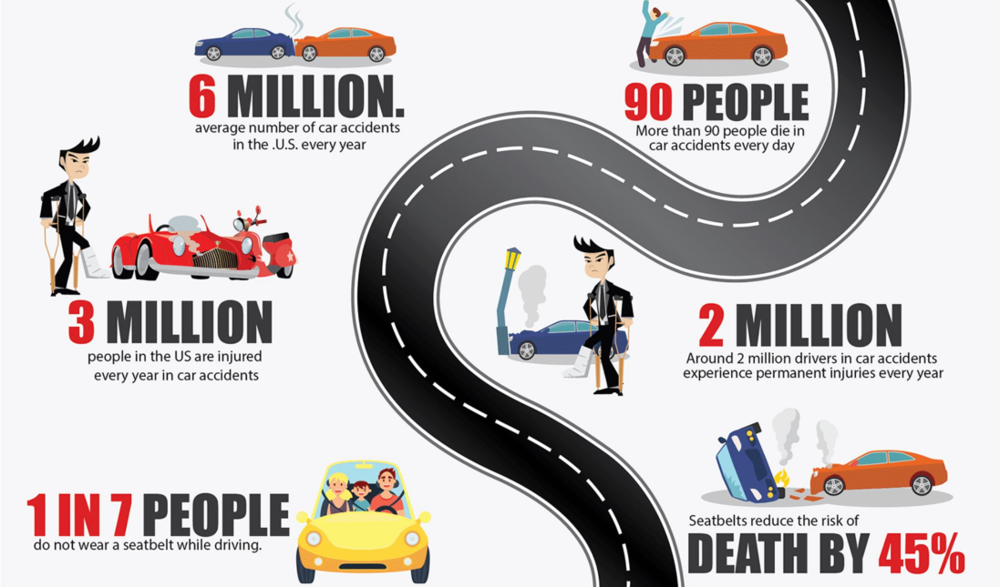 6 MILLION.
average number of car accidents
in the .U.S. every year
90 PEOPLE
More than 90 people die in
car accidents every day
3 MILLION
people in the US are injured
every year in car accidents
2 MILLION
Around 2 million drivers in car accidents
experience permanent injuries every year
1 IN 7 PEOPLE
do not wear a seatbelt while driving.
Seatbelts reduce the risk of
DEATH BY 45%